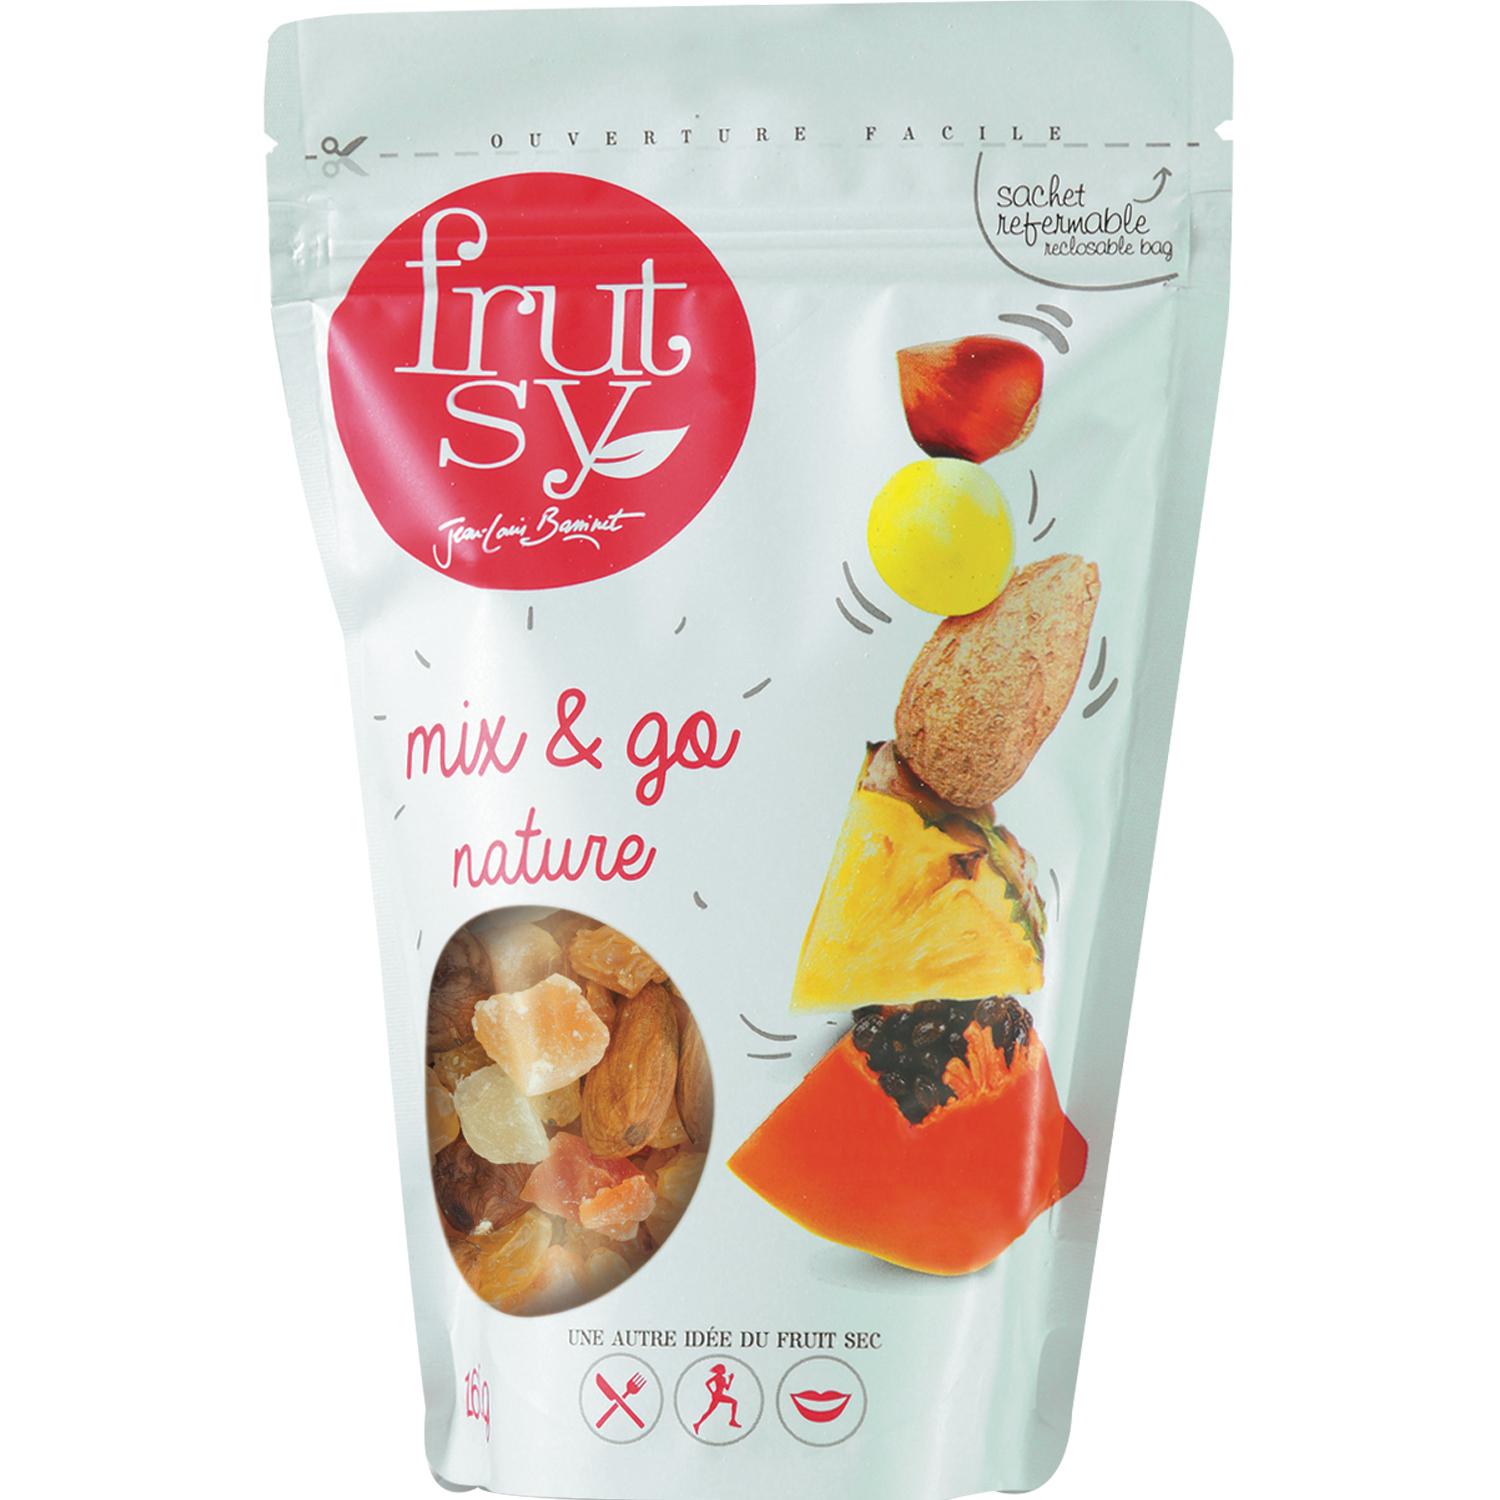 OUVERTURE FACILE
sachet
refermable
reclosable bag
frut
sy
mix & go
nature
UNE AUTRE IDÉE DU FRUIT SEC